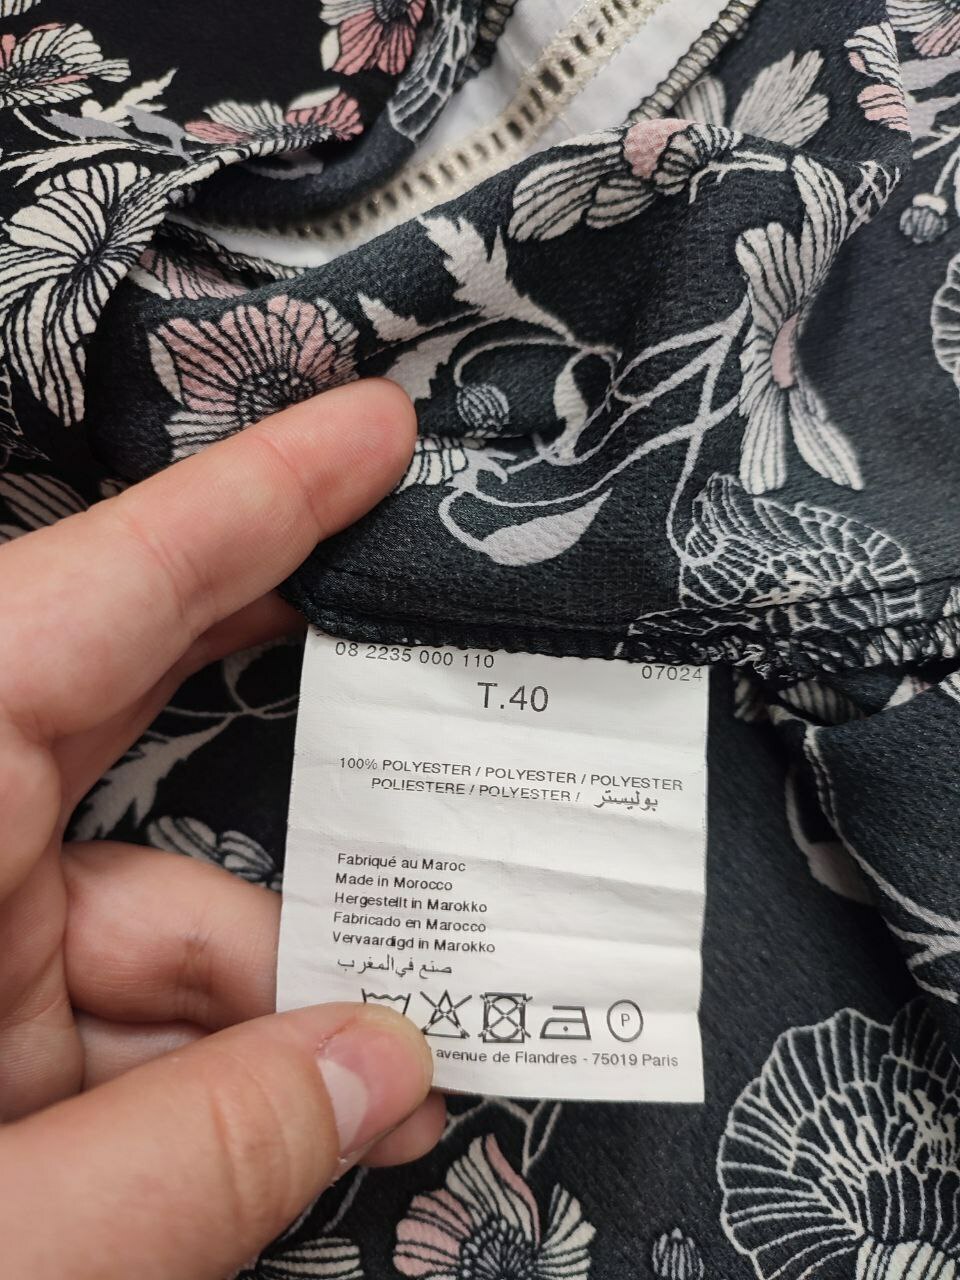 08 2235 000 110
07024
T.40
100% POLYESTER / POLYESTER / POLYESTER
POLIESTERE / POLYESTER / بوليستر
Fabriqué au Maroc
Made in Morocco
Hergestellt in Marokko
Fabricado en Marocco
Vervaardigd in Marokko
صنع في المغرب
P
avenue de Flandres - 75019 Paris